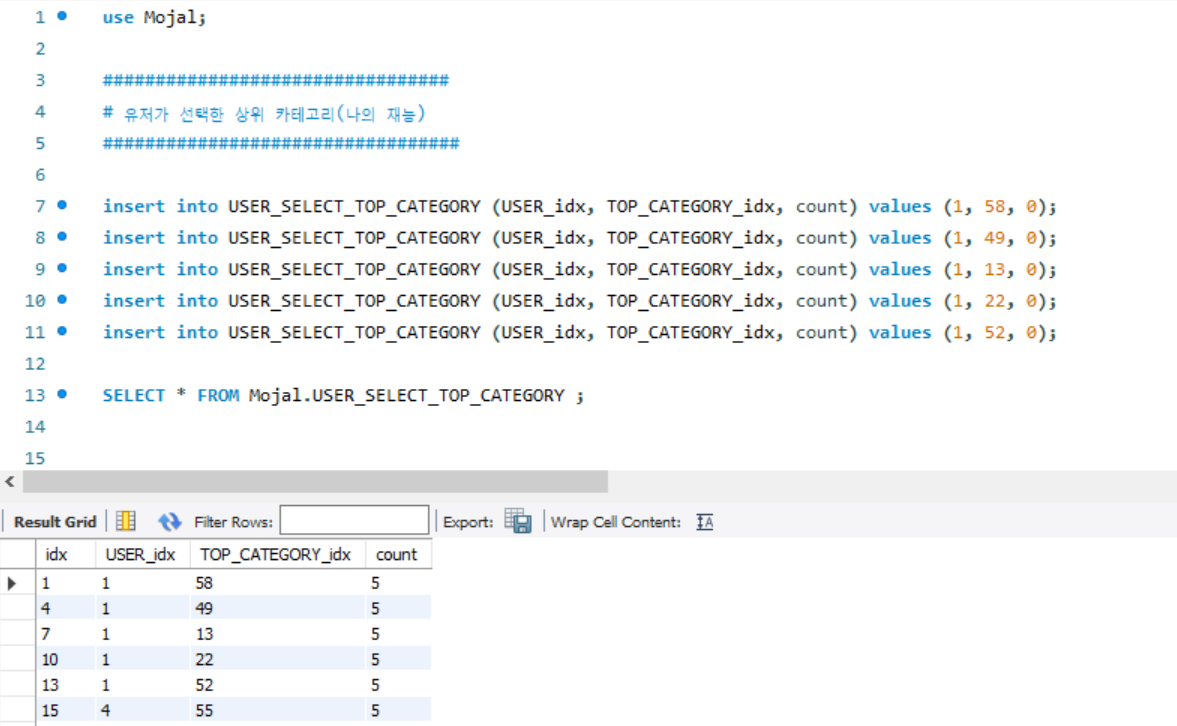 1 use Mojal;
2
3 #################################
4 # 유저가 선택한 상위 카테고리(나의 재능)
5 ##################################
6
7 insert into USER_SELECT_TOP_CATEGORY (USER_idx, TOP_CATEGORY_idx, count) values (1, 58, 0);
8 insert into USER_SELECT_TOP_CATEGORY (USER_idx, TOP_CATEGORY_idx, count) values (1, 49, 0);
9 insert into USER_SELECT_TOP_CATEGORY (USER_idx, TOP_CATEGORY_idx, count) values (1, 13, 0);
10 insert into USER_SELECT_TOP_CATEGORY (USER_idx, TOP_CATEGORY_idx, count) values (1, 22, 0);
11 insert into USER_SELECT_TOP_CATEGORY (USER_idx, TOP_CATEGORY_idx, count) values (1, 52, 0);
12
13 SELECT * FROM Mojal.USER_SELECT_TOP_CATEGORY ;
14
15
Result Grid Filter Rows: Export: Wrap Cell Content:
idx USER_idx TOP_CATEGORY_idx count
1 1 58 5
4 1 49 5
7 1 13 5
10 1 22 5
13 1 52 5
15 4 55 5